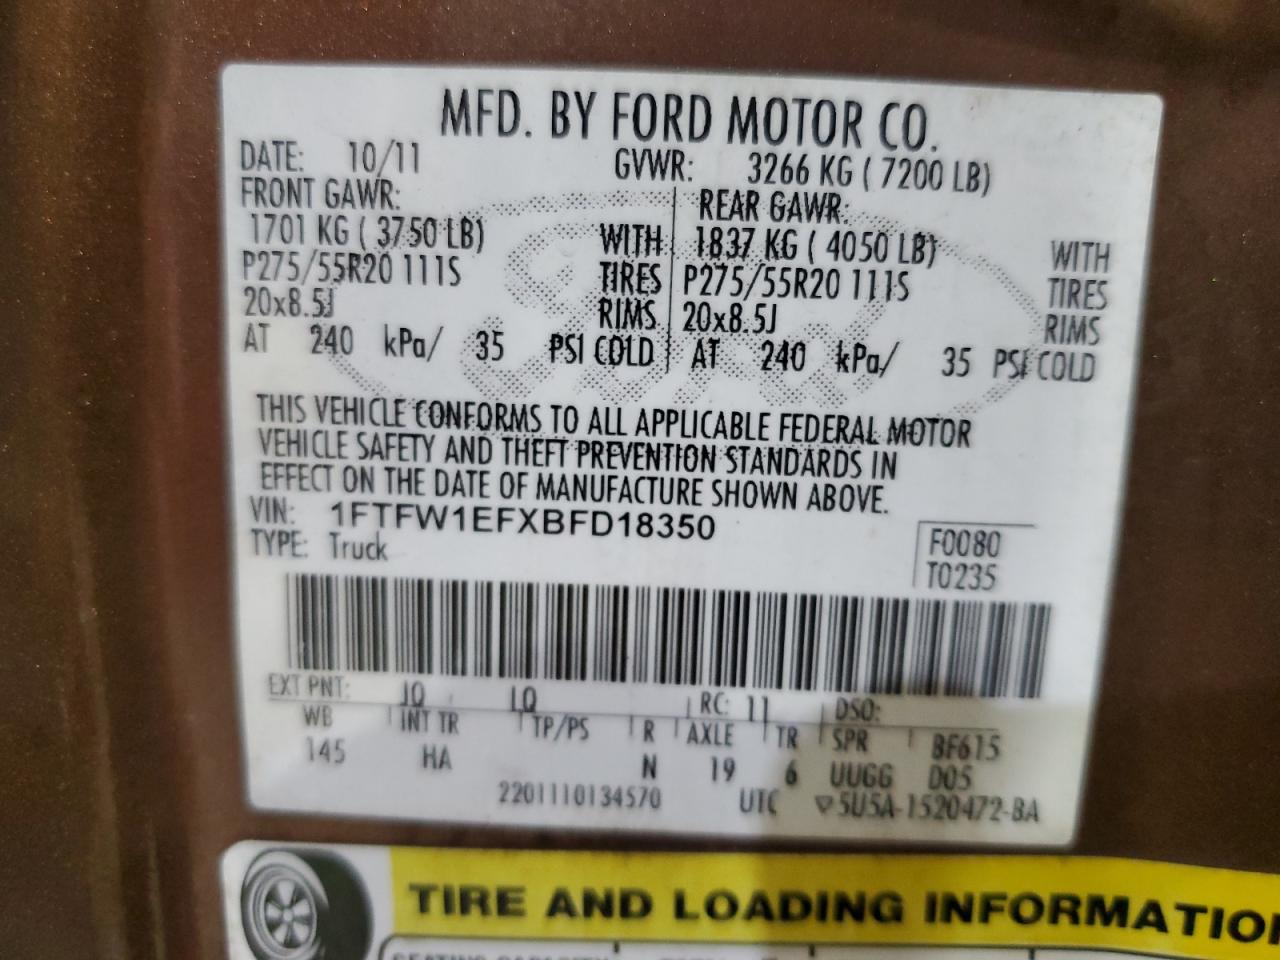 MFD. BY FORD MOTOR CO.
DATE: 10/11 GVWR: 3266 KG ( 7200 LB)
FRONT GAWR: REAR GAWR:
1701 KG ( 3750 LB) WITH 1837 KG ( 4050 LB) WITH
P275/55R20 111S TIRES P275/55R20 111S TIRES
20x8.5J RIMS 20x8.5J RIMS
AT 240 kPa/ 35 PSI COLD AT 240 kPa/ 35 PSI COLD
THIS VEHICLE CONFORMS TO ALL APPLICABLE FEDERAL MOTOR
VEHICLE SAFETY AND THEFT PREVENTION STANDARDS IN
EFFECT ON THE DATE OF MANUFACTURE SHOWN ABOVE.
VIN: 1FTFW1EFXBFD18350
TYPE: Truck
F0080
T0235
EXT PNT: JQ LQ RC: 11 DSO:
WB INT TR TP/PS R AXLE TR SPR BF615
145 HA N 19 6 UUGG D05
2201110134570 UTC ▽5U5A-1520472-BA
TIRE AND LOADING INFORMATIO